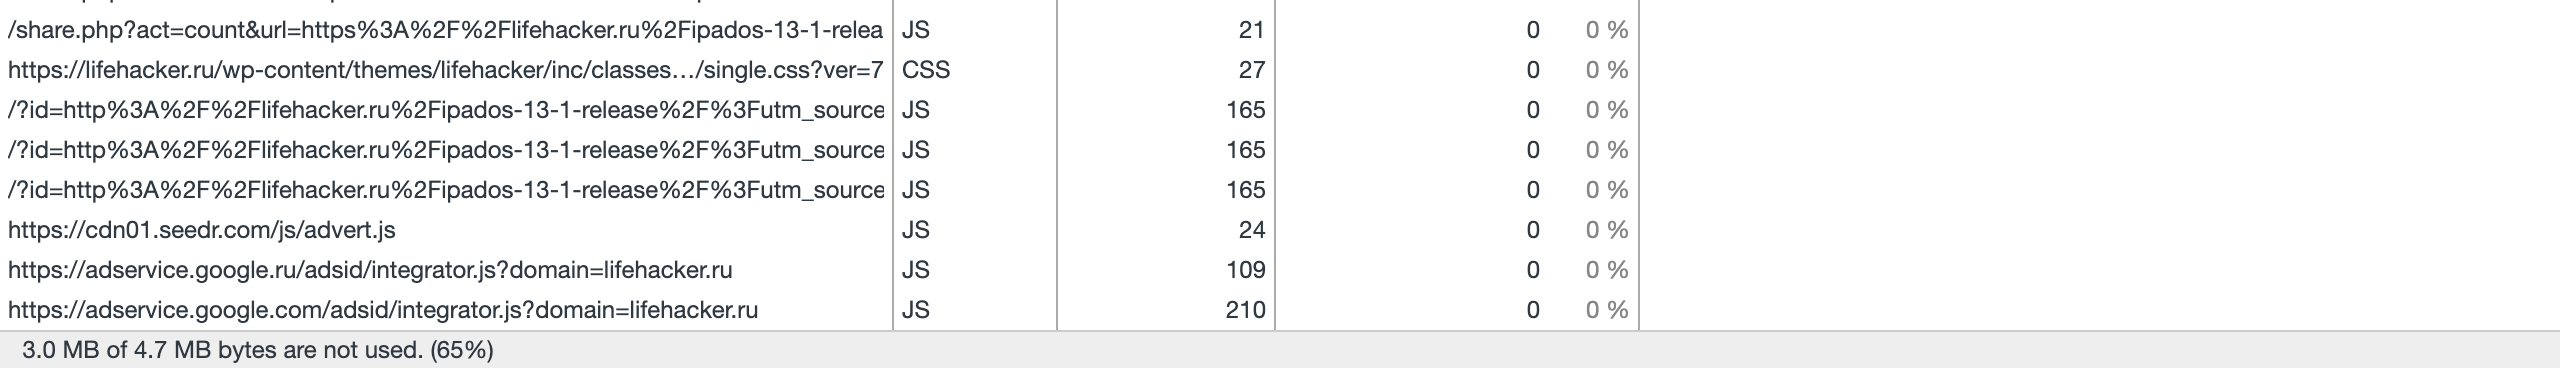 /share.php?act=count&url=https%3A%2F%2Flifehacker.ru%2Fipados-13-1-relea JS 21 0 0 %
https://lifehacker.ru/wp-content/themes/lifehacker/inc/classes…/single.css?ver=7 CSS 27 0 0 %
/?id=http%3A%2F%2Flifehacker.ru%2Fipados-13-1-release%2F%3Futm_source JS 165 0 0 %
/?id=http%3A%2F%2Flifehacker.ru%2Fipados-13-1-release%2F%3Futm_source JS 165 0 0 %
/?id=http%3A%2F%2Flifehacker.ru%2Fipados-13-1-release%2F%3Futm_source JS 165 0 0 %
https://cdn01.seedr.com/js/advert.js JS 24 0 0 %
https://adservice.google.ru/adsid/integrator.js?domain=lifehacker.ru JS 109 0 0 %
https://adservice.google.com/adsid/integrator.js?domain=lifehacker.ru JS 210 0 0 %
3.0 MB of 4.7 MB bytes are not used. (65%)